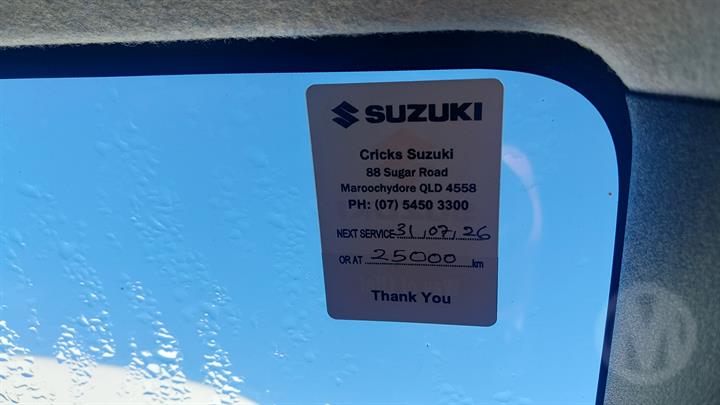 SUZUKI
Cricks Suzuki
88 Sugar Road
Maroochydore QLD 4558
PH: (07) 5450 3300
NEXT SERVICE 31,07,26
OR AT 25000 km
Thank You